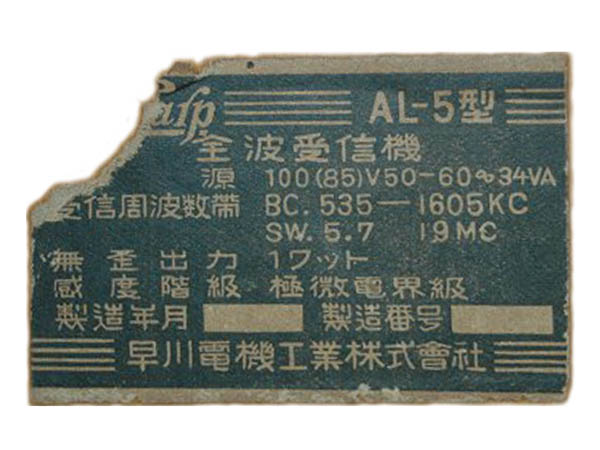 arp AL-5型
全波受信機
源 100(85)V50-60~34VA
受信周波数帯 BC. 535—1605KC
SW. 5.7 19MC
無歪出力 1ワット
感度階級 極微電界級
製造年月 製造番号
早川電機工業株式會社